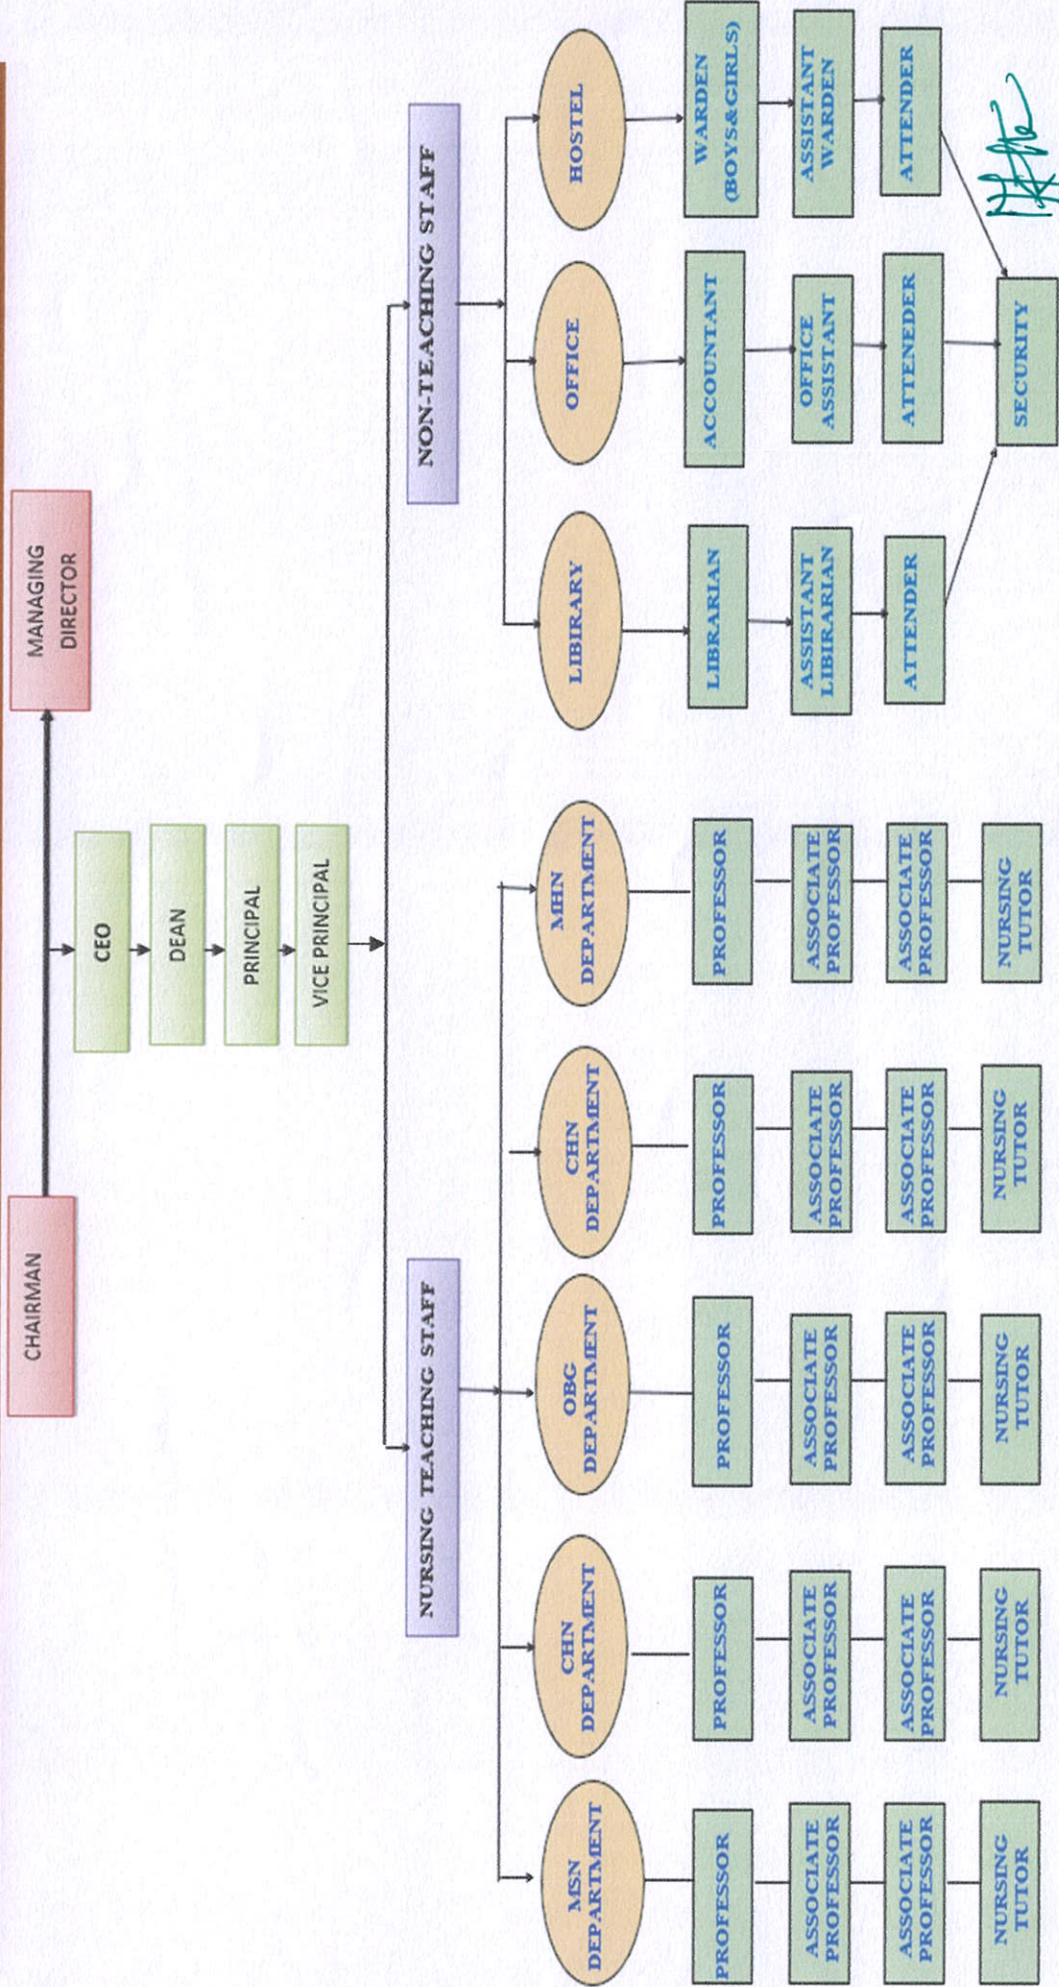 CHAIRMAN
MANAGING
DIRECTOR
CEO
DEAN
PRINCIPAL
VICE PRINCIPAL
NURSING TEACHING STAFF
NON-TEACHING STAFF
MSN
DEPARTMENT
CHN
DEPARTMENT
OBG
DEPARTMENT
CHN
DEPARTMENT
MHN
DEPARTMENT
LIBIRARY
OFFICE
HOSTEL
PROFESSOR
PROFESSOR
PROFESSOR
PROFESSOR
PROFESSOR
LIBRARIAN
ACCOUNTANT
WARDEN
(BOYS&GIRLS)
ASSOCIATE
PROFESSOR
ASSOCIATE
PROFESSOR
ASSOCIATE
PROFESSOR
ASSOCIATE
PROFESSOR
ASSOCIATE
PROFESSOR
ASSISTANT
LIBIRARIAN
OFFICE
ASSISTANT
ASSISTANT
WARDEN
ASSOCIATE
PROFESSOR
ASSOCIATE
PROFESSOR
ASSOCIATE
PROFESSOR
ASSOCIATE
PROFESSOR
ASSOCIATE
PROFESSOR
ATTENDER
ATTENEDER
ATTENDER
NURSING
TUTOR
NURSING
TUTOR
NURSING
TUTOR
NURSING
TUTOR
NURSING
TUTOR
SECURITY